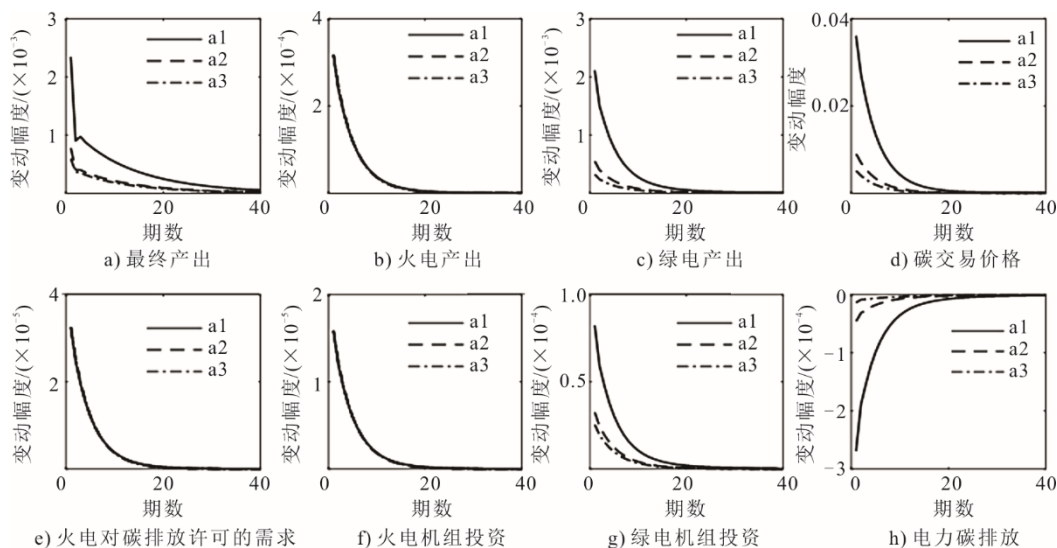 变动幅度/(×10⁻³)
3
2
1
0
20
40
a1
a2
a3
期数
a) 最终产出
变动幅度/(×10⁻⁴)
4
2
0
20
40
a1
a2
a3
期数
b) 火电产出
变动幅度/(×10⁻³)
3
2
1
0
20
40
a1
a2
a3
期数
c) 绿电产出
变动幅度
0.04
0.02
0
20
40
a1
a2
a3
期数
d) 碳交易价格
变动幅度/(×10⁻⁵)
4
2
0
20
40
a1
a2
a3
期数
e) 火电对碳排放许可的需求
变动幅度/(×10⁻⁵)
2
1
0
20
40
a1
a2
a3
期数
f) 火电机组投资
变动幅度/(×10⁻⁴)
1.0
0.5
0
20
40
a1
a2
a3
期数
g) 绿电机组投资
变动幅度/(×10⁻⁴)
0
−1
−2
−3
0
20
40
a1
a2
a3
期数
h) 电力碳排放